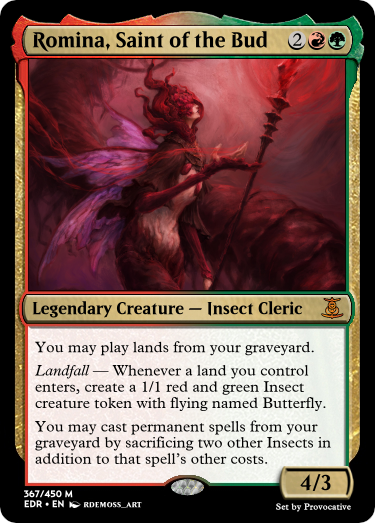 Romina, Saint of the Bud 2
Legendary Creature — Insect Cleric
You may play lands from your graveyard.
Landfall — Whenever a land you control
enters, create a 1/1 red and green Insect
creature token with flying named Butterfly.
You may cast permanent spells from your
graveyard by sacrificing two other Insects in
addition to that spell's other costs.
4/3
367/450 M
EDR • EN RDEMOSS_ART
Set by Provocative